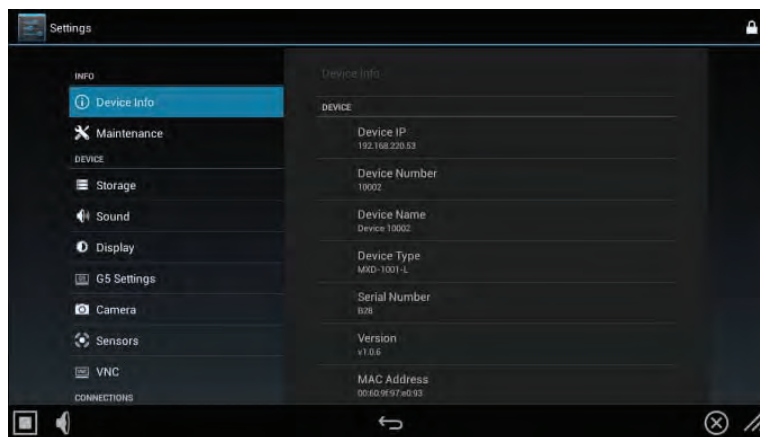 Settings
INFO
Device Info
Maintenance
DEVICE
Storage
Sound
Display
G5 Settings
Camera
Sensors
VNC
CONNECTIONS
Device Info
DEVICE
Device IP
192.168.220.53
Device Number
10002
Device Name
Device 10002
Device Type
MXD-1001-L
Serial Number
B2B
Version
v1.0.6
MAC Address
00:60:9f:97:e0:93